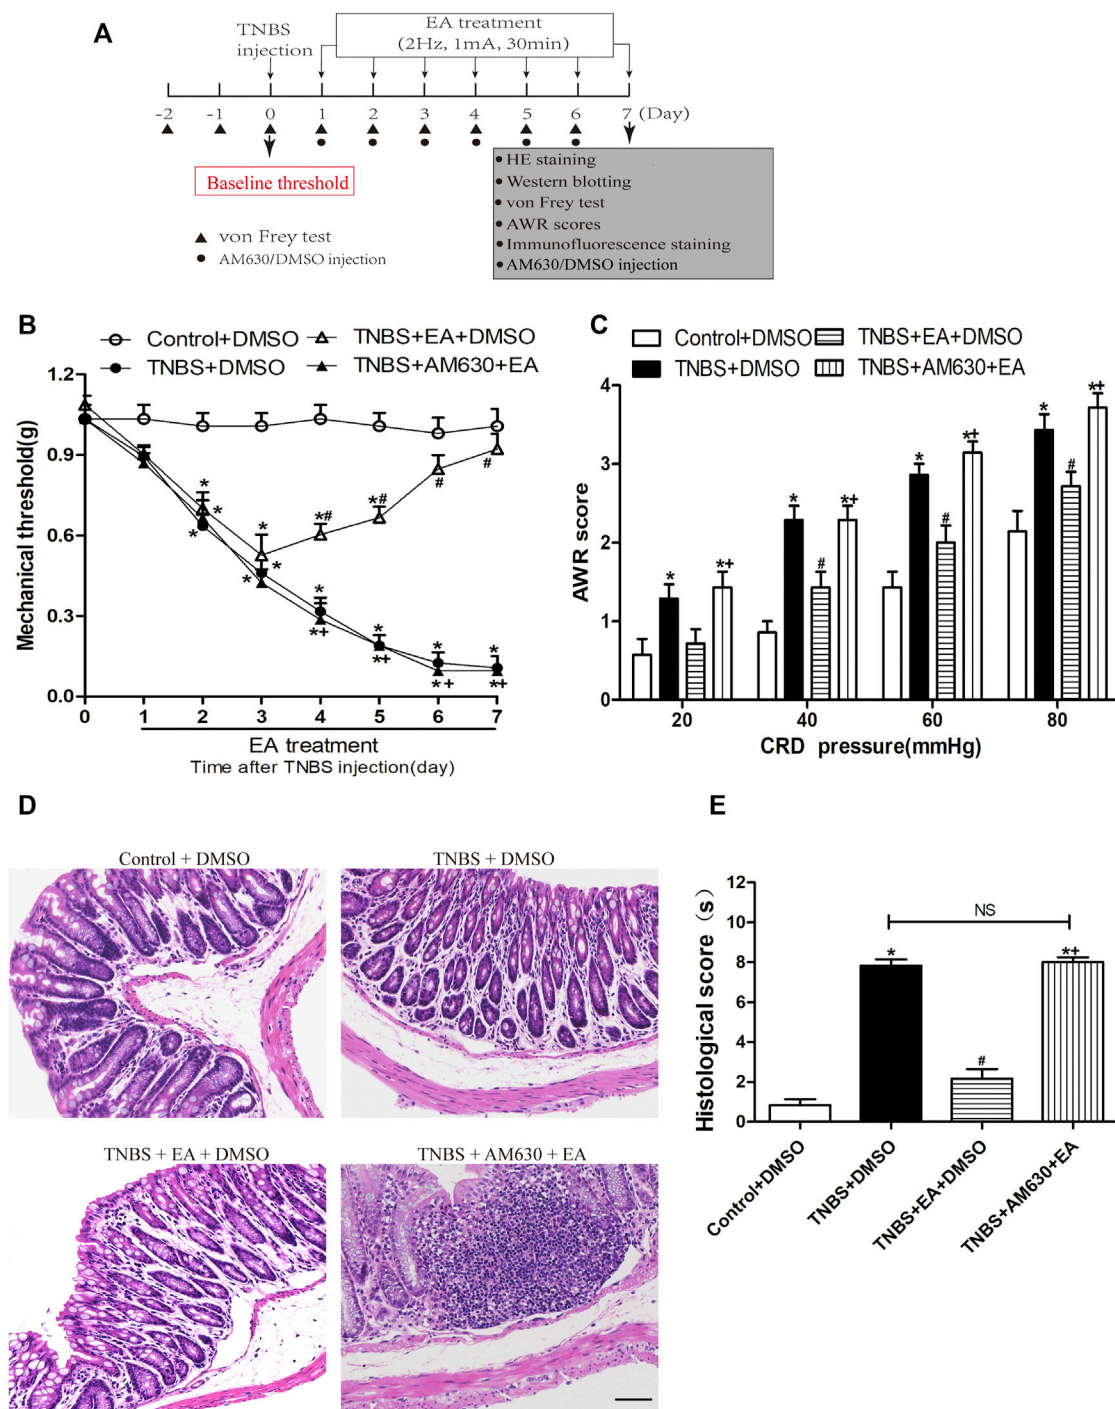 A
TNBS
injection
EA treatment
(2Hz, 1mA, 30min)
-2 -1 0 1 2 3 4 5 6 7 (Day)
Baseline threshold
HE staining
Western blotting
von Frey test
AWR scores
Immunofluorescence staining
AM630/DMSO injection
von Frey test
AM630/DMSO injection
B
Control+DMSO
TNBS+DMSO
TNBS+EA+DMSO
TNBS+AM630+EA
Mechanical threshold(g)
1.2
0.9
0.6
0.3
0.0
* * * * * * *# *# # #
* *+ * *+ * *+ * *+
0 1 2 3 4 5 6 7
EA treatment
Time after TNBS injection(day)
C
Control+DMSO
TNBS+DMSO
TNBS+EA+DMSO
TNBS+AM630+EA
AWR score
4
3
2
1
0
* *+ * # *+ * # *+ * # *+
20 40 60 80
CRD pressure(mmHg)
D
Control + DMSO
TNBS + DMSO
TNBS + EA + DMSO
TNBS + AM630 + EA
E
Histological score (s)
12
10
8
6
4
2
0
NS
* # *+
Control+DMSO
TNBS+DMSO
TNBS+EA+DMSO
TNBS+AM630+EA